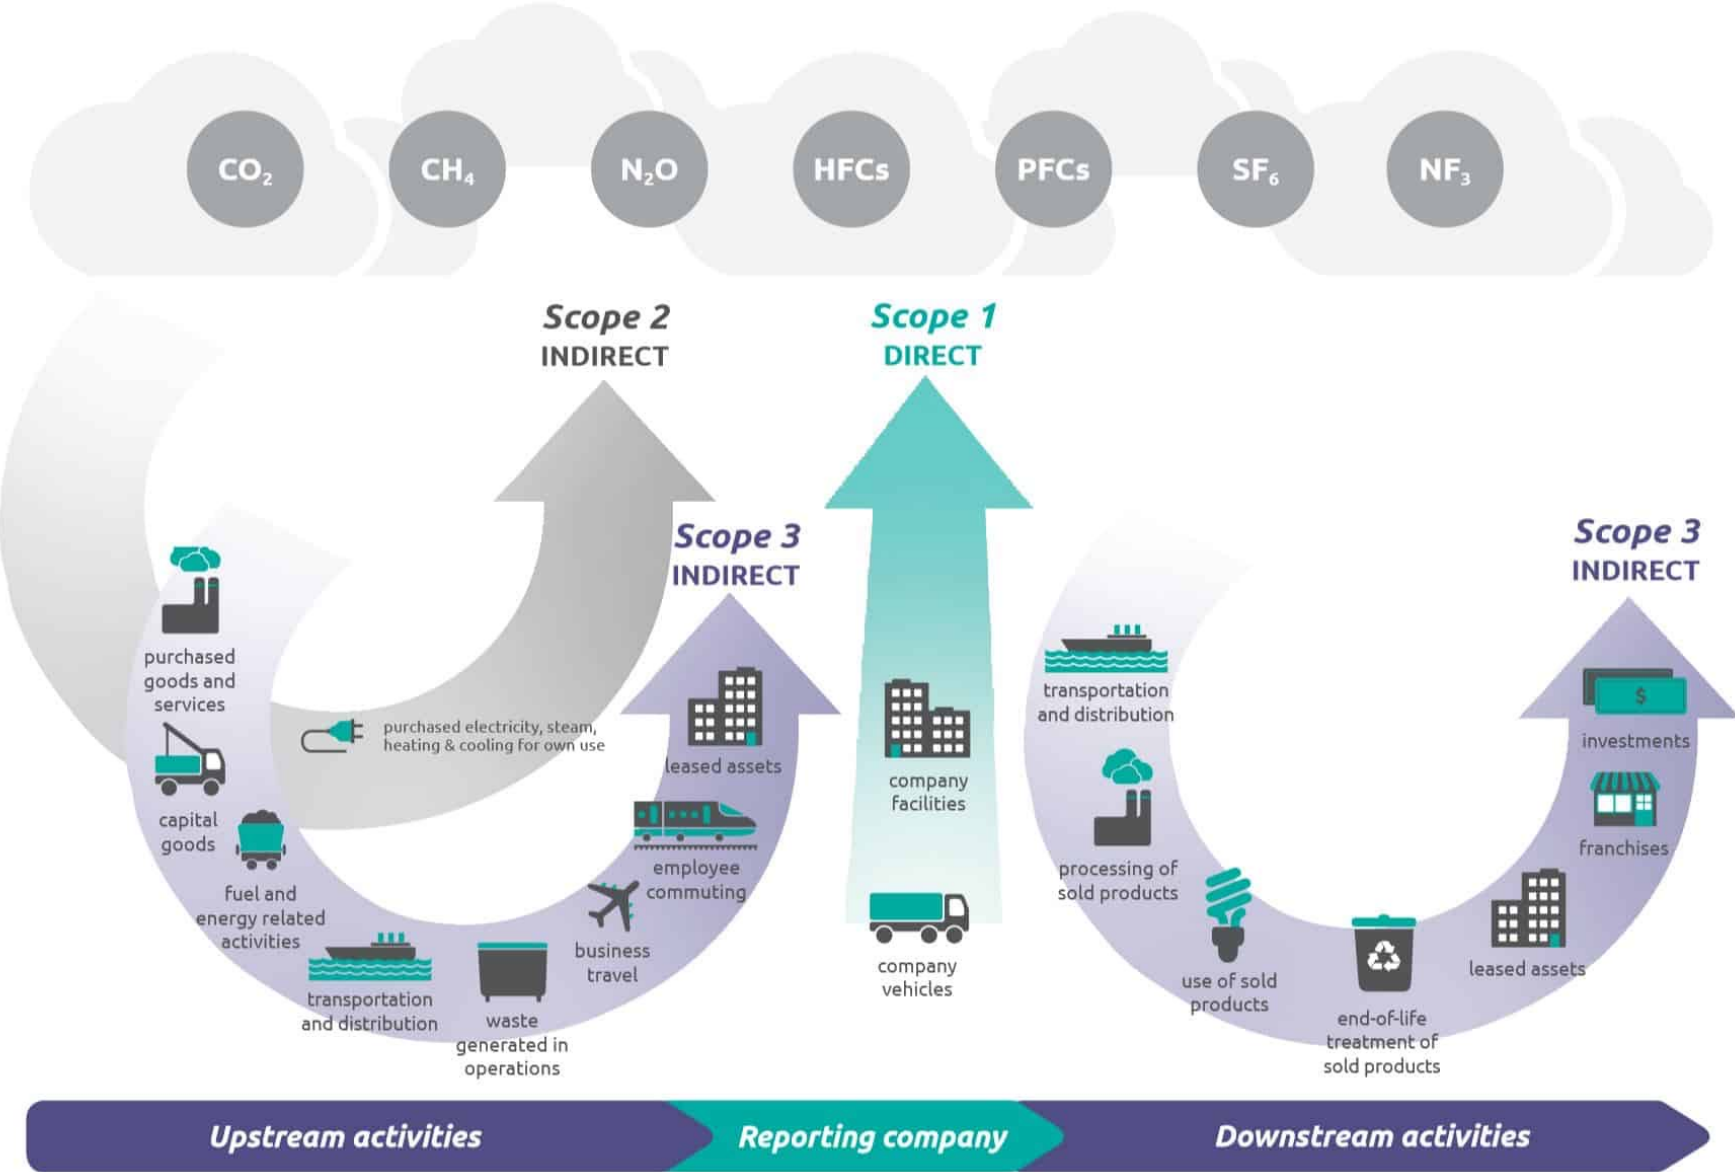 CO₂
CH₄
N₂O
HFCs
PFCs
SF₆
NF₃
Scope 2
INDIRECT
Scope 1
DIRECT
Scope 3
INDIRECT
Scope 3
INDIRECT
purchased
goods and
services
capital
goods
fuel and
energy related
activities
transportation
and distribution
waste
generated in
operations
business
travel
employee
commuting
leased assets
purchased electricity, steam,
heating & cooling for own use
company
facilities
company
vehicles
transportation
and distribution
processing of
sold products
use of sold
products
end-of-life
treatment of
sold products
leased assets
franchises
$
investments
Upstream activities
Reporting company
Downstream activities